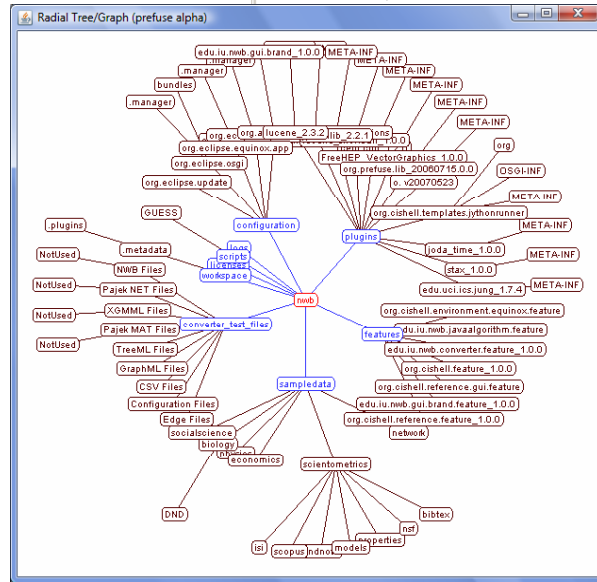 Radial Tree/Graph (prefuse alpha)
edu.iu.nwb.gui.brand_1.0.0
META-INF
.manager
META-INF
.manager
META-INF
bundles
META-INF
.manager
META-INF
lucene_2.3.2
lib_2.2.1
org.eclipse.equinox.app
META-INF
FreeHEP_VectorGraphics_1.0.0
org
org.eclipse.osgi
org.prefuse.lib_20060715.0.0
OSGI-INF
org.eclipse.update
v20070523
META-INF
GUESS
org.cishell.templates.jythonrunner
.plugins
configuration
META-INF
plugins
.metadata
logs
joda_time_1.0.0
NotUsed
scripts
META-INF
NWB Files
licenses
stax_1.0.0
workspace
NotUsed
Pajek NET Files
edu.uci.ics.jung_1.7.4
META-INF
nwb
NotUsed
XGMML Files
org.cishell.environment.equinox.feature
converter_test_files
Pajek MAT Files
features
edu.iu.nwb.javaalgorithm.feature
NotUsed
TreeML Files
edu.iu.nwb.converter.feature_1.0.0
GraphML Files
org.cishell.feature_1.0.0
CSV Files
sampledata
org.cishell.reference.gui.feature
Configuration Files
edu.iu.nwb.gui.brand.feature_1.0.0
Edge Files
org.cishell.reference.feature_1.0.0
socialscience
network
biology
physics
economics
scientometrics
DND
bibtex
nsf
properties
isi
scopus
models